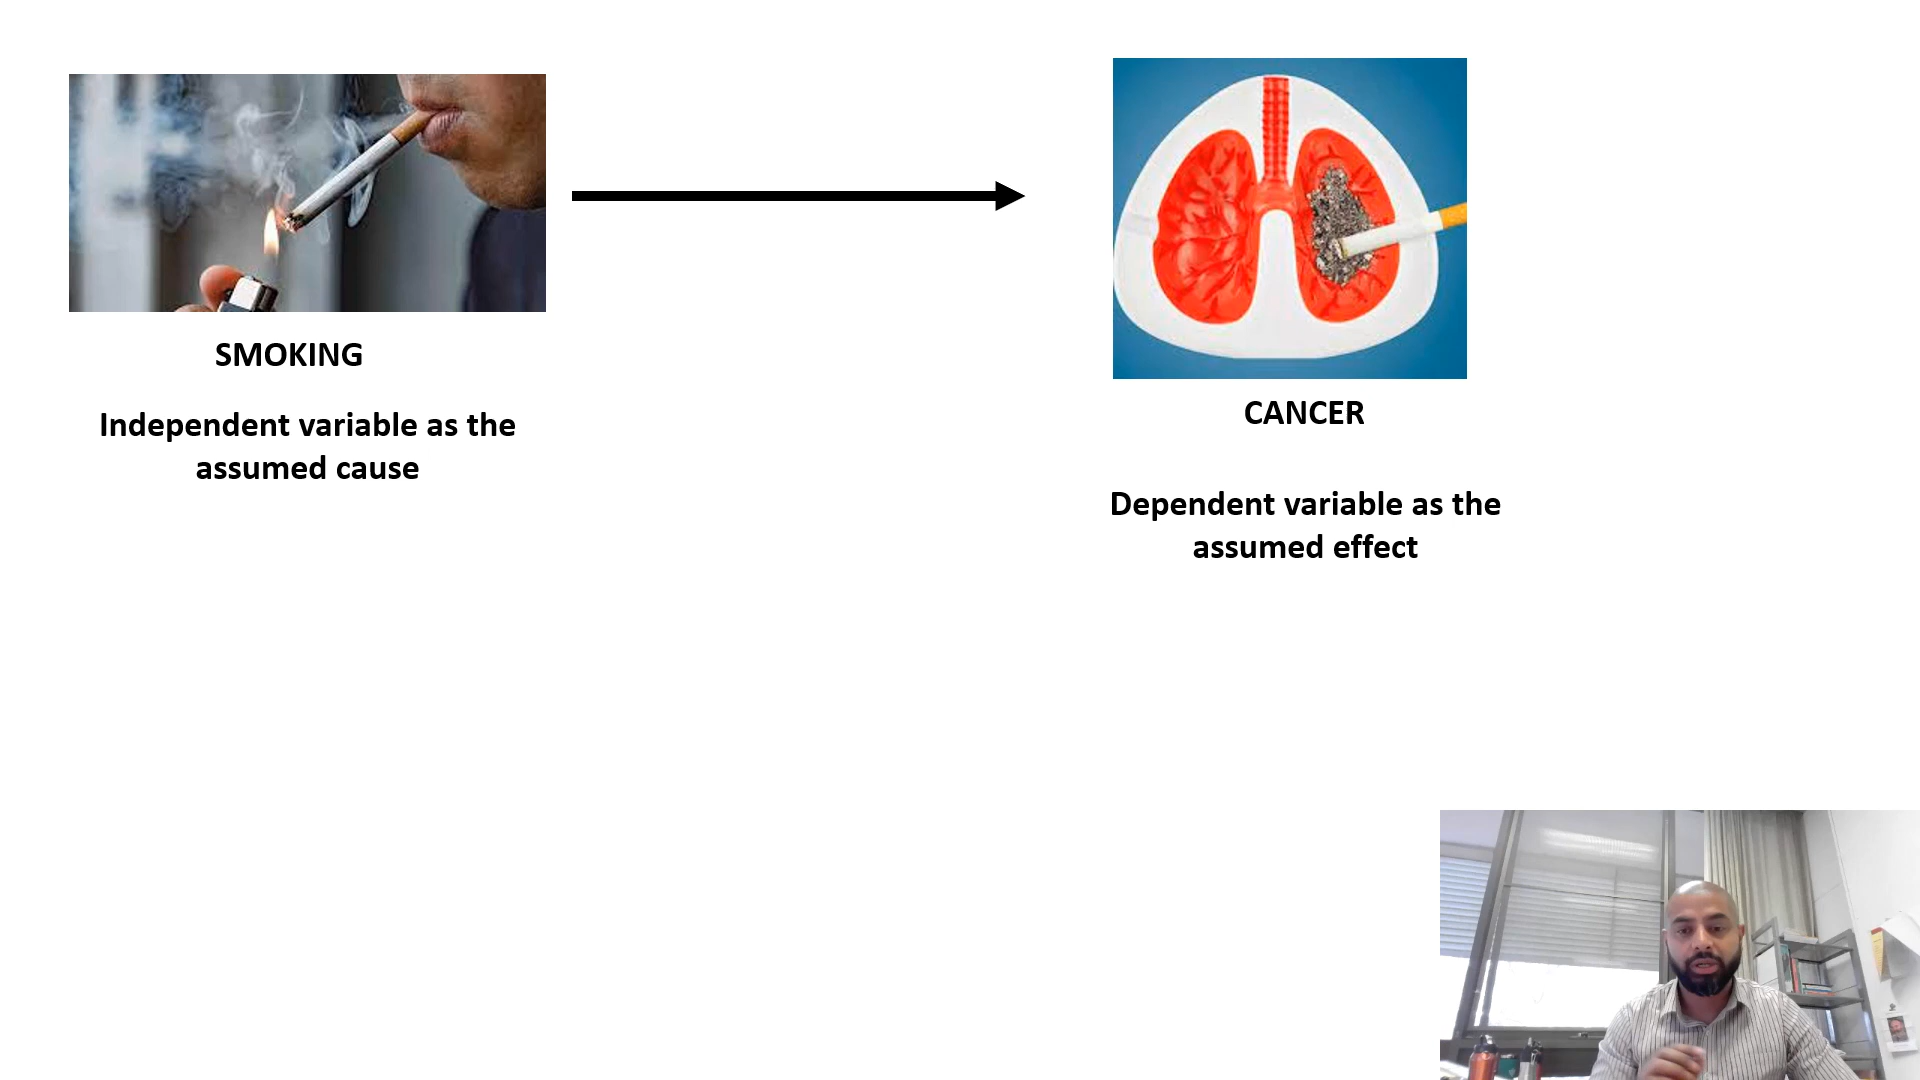 SMOKING
Independent variable as the
assumed cause
CANCER
Dependent variable as the
assumed effect